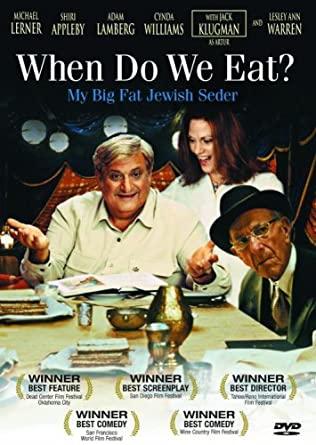 MICHAEL LERNER
SHIRI APPLEBY
ADAM LAMBERG
CYNDA WILLIAMS
WITH JACK KLUGMAN AS ARTUR
AND
LESLEY ANN WARREN
When Do We Eat?
My Big Fat Jewish Seder
WINNER
BEST FEATURE
Dead Center Film Festival
Oklahoma City
WINNER
BEST SCREENPLAY
San Diego Film Festival
WINNER
BEST DIRECTOR
Tahoe/Reno International
Film Festival
WINNER
BEST COMEDY
San Francisco
World Film Festival
WINNER
BEST COMEDY
Wine Country Film Festival
DVD